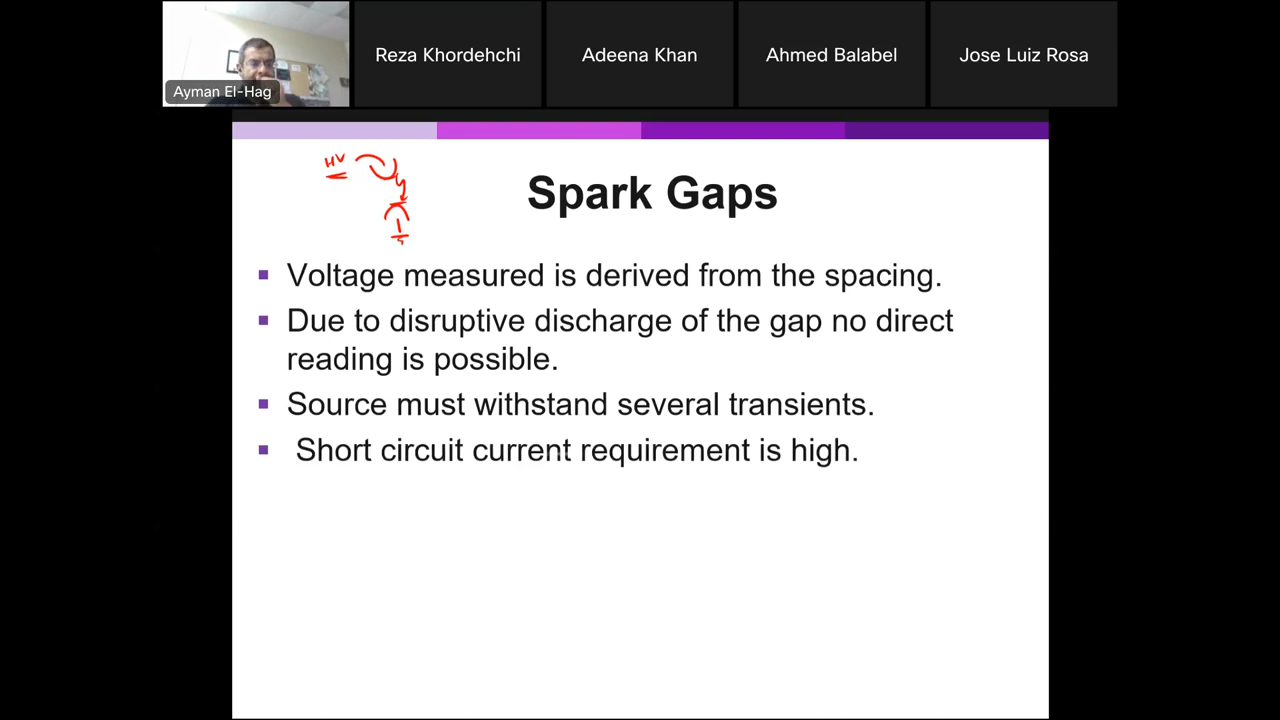 Ayman El-Hag
Reza Khordehchi
Adeena Khan
Ahmed Balabel
Jose Luiz Rosa
HV
Spark Gaps
Voltage measured is derived from the spacing.
Due to disruptive discharge of the gap no direct
reading is possible.
Source must withstand several transients.
Short circuit current requirement is high.